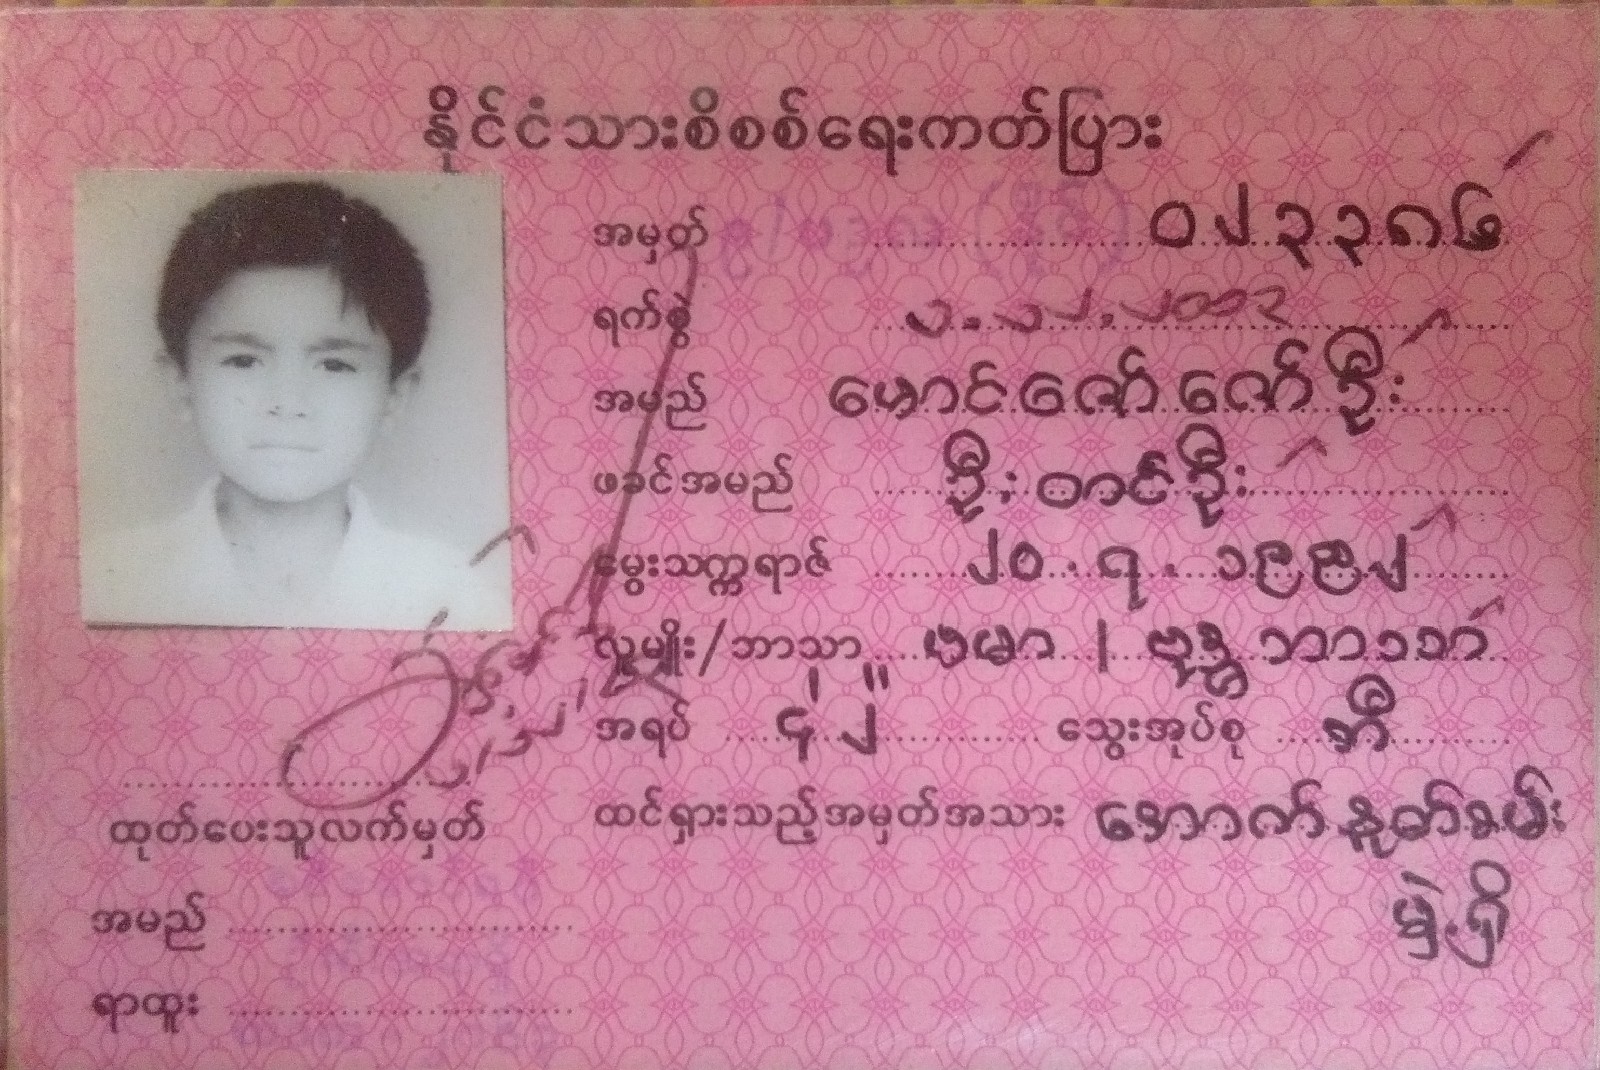 နိုင်ငံသားစိစစ်ရေးကတ်ပြား
အမှတ် (နိုင်) ၀၂၃၃၈၆
ရက်စွဲ
အမည် မောင်ဇော်ဇော်ဦး
ဖခင်အမည် ဦးတင်ဦး
မွေးသက္ကရာဇ် ၂၀.၇.၁၉၉၂
လူမျိုး/ဘာသာ ဗမာ / ဗုဒ္ဓဘာသာ
အရပ် ၄' ၂" သွေးအုပ်စု ဘီ
ထင်ရှားသည့်အမှတ်အသား အောက်နှုတ်ခမ်း
မှဲ့ရှိ
ထုတ်ပေးသူလက်မှတ်
အမည်
ရာထူး